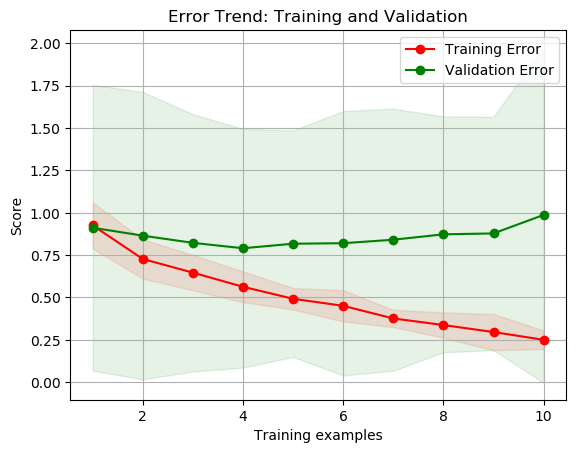 Error Trend: Training and Validation
Training Error
Validation Error
2.00
1.75
1.50
1.25
1.00
0.75
0.50
0.25
0.00
Score
2 4 6 8 10
Training examples